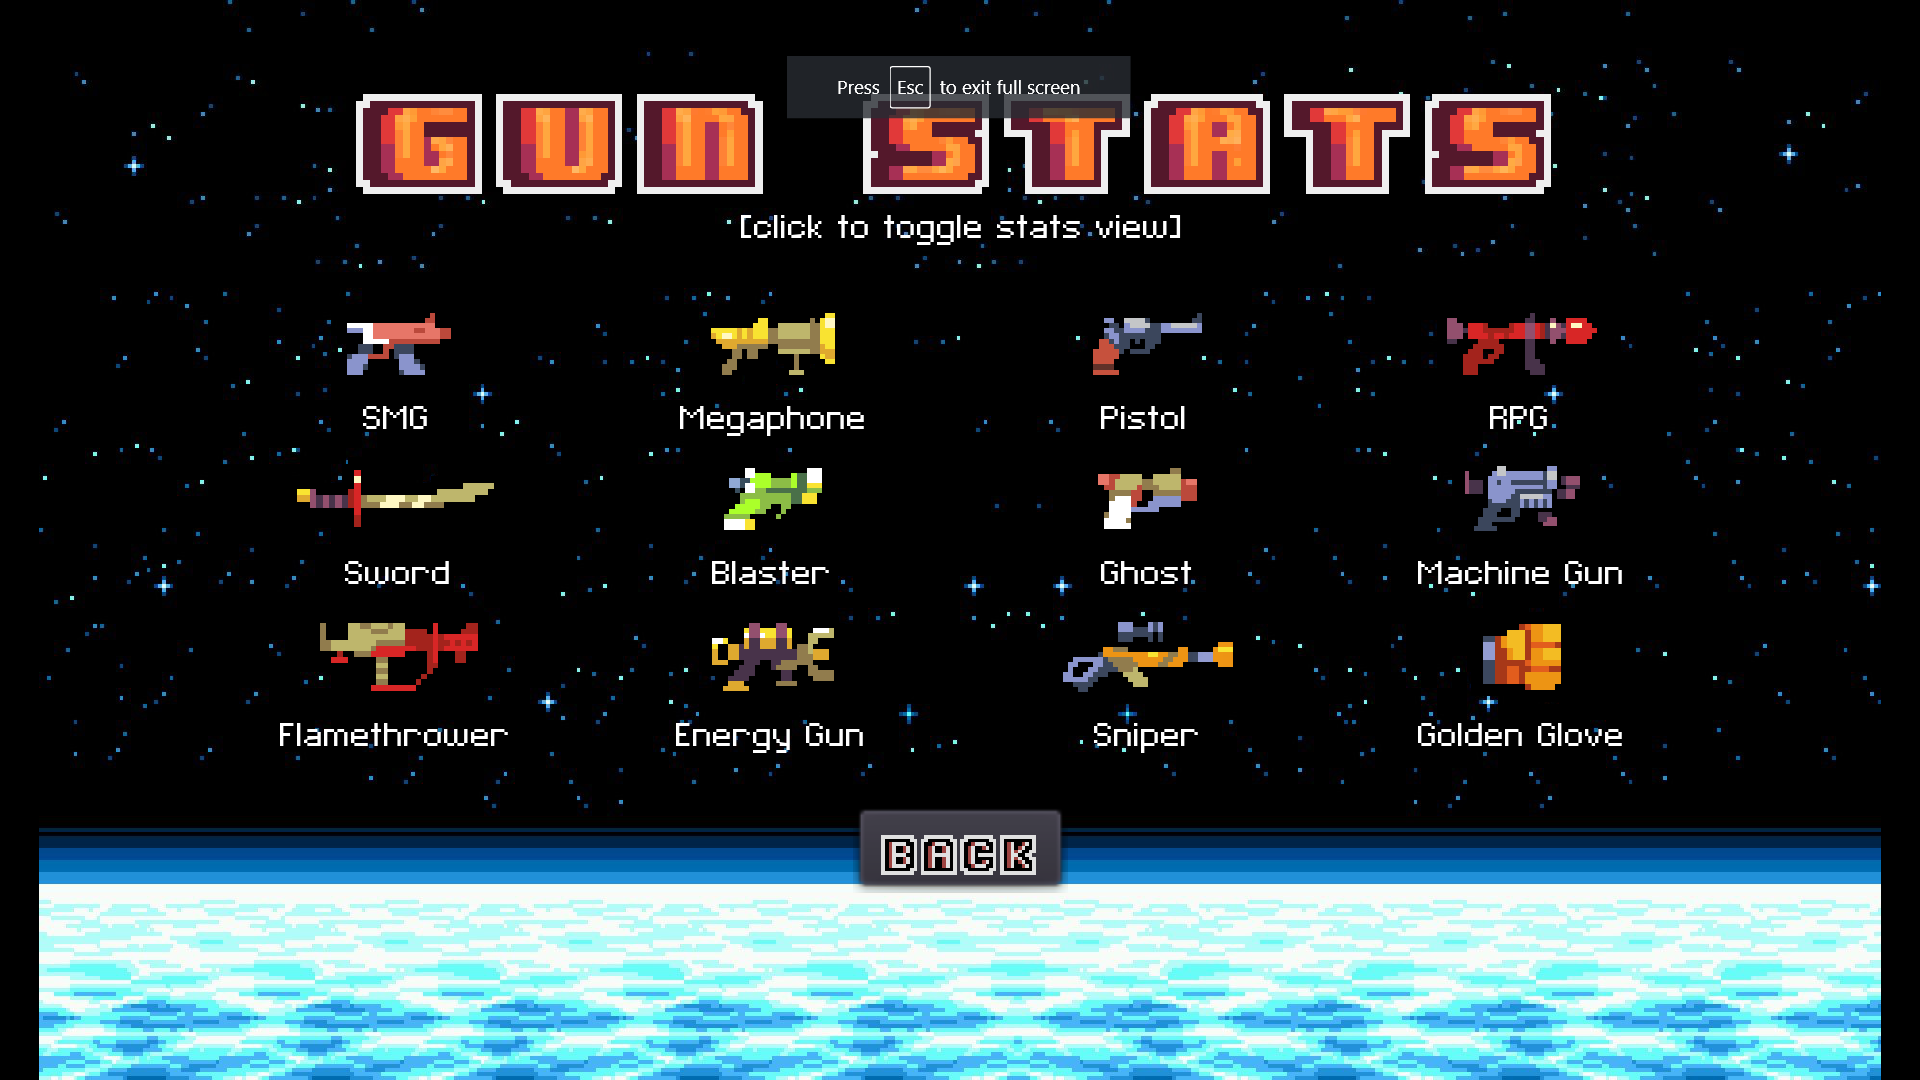 Press Esc to exit full screen
GUN STATS
[click to toggle stats view]
SMG Megaphone Pistol RPG
Sword Blaster Ghost Machine Gun
Flamethrower Energy Gun Sniper Golden Glove
BACK